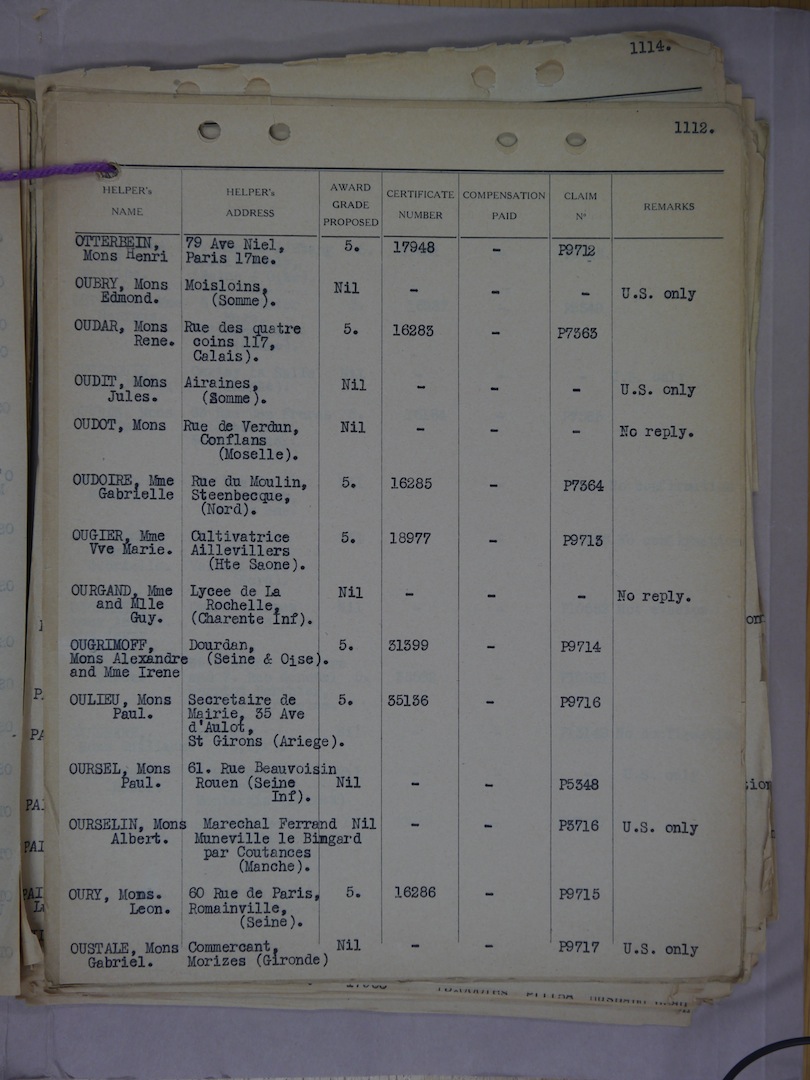 1114.
1112.
HELPER's NAME HELPER's ADDRESS AWARD GRADE PROPOSED CERTIFICATE NUMBER COMPENSATION PAID CLAIM Nº REMARKS
OTTERBEIN, 79 Ave Niel, 5. 17948 - P9712
Mons Henri Paris 17me.
OUBRY, Mons Moisloins, Nil - - - U.S. only
Edmond. (Somme).
OUDAR, Mons Rue des quatre 5. 16283 - P7363
Rene. coins 117,
Calais).
OUDIT, Mons Airaines, Nil - - - U.S. only
Jules. (Somme).
OUDOT, Mons Rue de Verdun, Nil - - - No reply.
Conflans
(Moselle).
OUDOIRE, Mme Rue du Moulin, 5. 16285 - P7364
Gabrielle Steenbecque,
(Nord).
OUGIER, Mme Cultivatrice 5. 18977 - P9713
Vve Marie. Aillevillers
(Hte Saone).
OURGAND, Mme Lycee de La Nil - - - No reply.
and Mlle Rochelle,
Guy. (Charente Inf).
OUGRIMOFF, Dourdan, 5. 31399 - P9714
Mons Alexandre (Seine & Oise).
and Mme Irene
OULIEU, Mons Secretaire de 5. 35136 - P9716
Paul. Mairie, 35 Ave
d'Aulot,
St Girons (Ariege).
OURSEL, Mons 61. Rue Beauvoisin
Paul. Rouen (Seine Nil - - P5348
Inf).
OURSELIN, Mons Marechal Ferrand Nil - - P3716 U.S. only
Albert. Muneville le Bingard
par Coutances
(Manche).
OURY, Mons. 60 Rue de Paris, 5. 16286 - P9715
Leon. Romainville,
(Seine).
OUSTALE, Mons Commercant, Nil - - P9717 U.S. only
Gabriel. Morizes (Gironde)